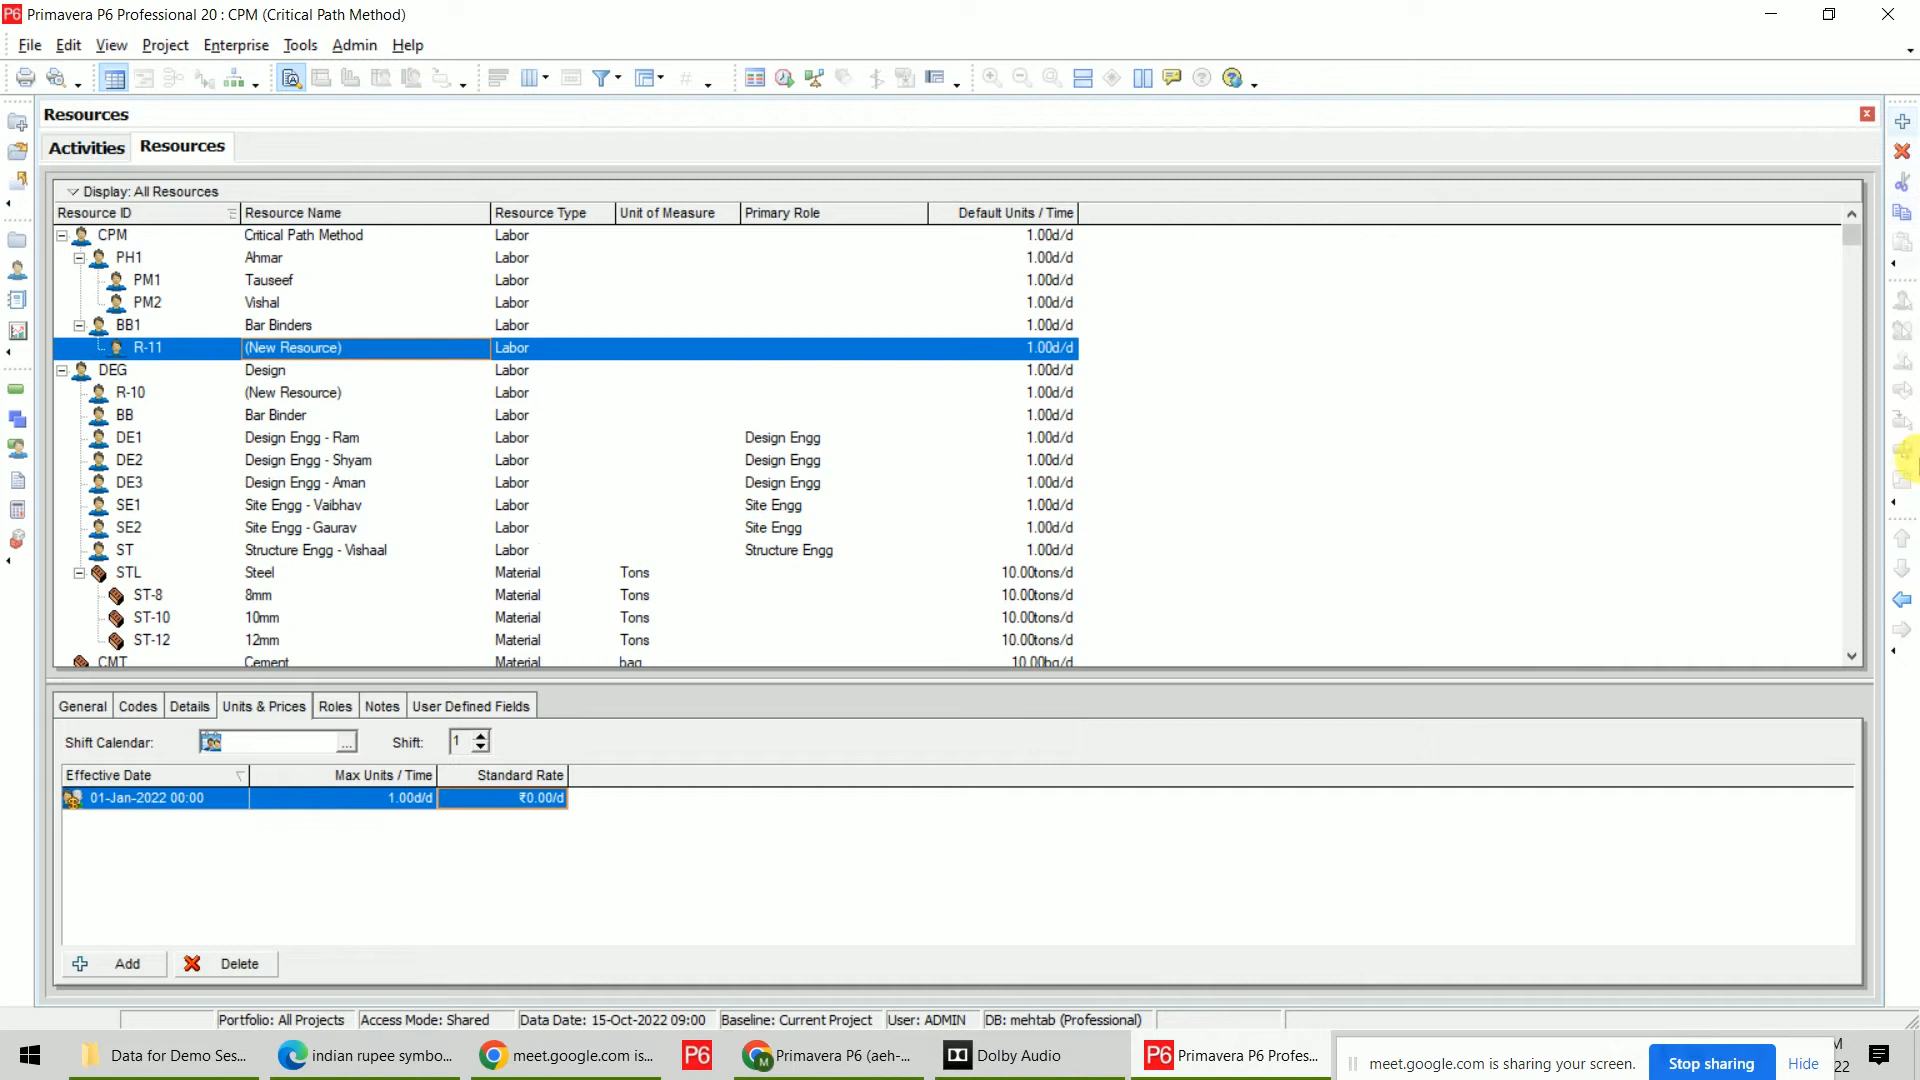 P6 Primavera P6 Professional 20 : CPM (Critical Path Method)
File Edit View Project Enterprise Tools Admin Help
Resources
Activities Resources
Display: All Resources
Resource ID Resource Name Resource Type Unit of Measure Primary Role Default Units / Time
CPM Critical Path Method Labor 1.00d/d
PH1 Ahmar Labor 1.00d/d
PM1 Tauseef Labor 1.00d/d
PM2 Vishal Labor 1.00d/d
BB1 Bar Binders Labor 1.00d/d
R-11 (New Resource) Labor 1.00d/d
DEG Design Labor 1.00d/d
R-10 (New Resource) Labor 1.00d/d
BB Bar Binder Labor 1.00d/d
DE1 Design Engg - Ram Labor Design Engg 1.00d/d
DE2 Design Engg - Shyam Labor Design Engg 1.00d/d
DE3 Design Engg - Aman Labor Design Engg 1.00d/d
SE1 Site Engg - Vaibhav Labor Site Engg 1.00d/d
SE2 Site Engg - Gaurav Labor Site Engg 1.00d/d
ST Structure Engg - Vishaal Labor Structure Engg 1.00d/d
STL Steel Material Tons 10.00tons/d
ST-8 8mm Material Tons 10.00tons/d
ST-10 10mm Material Tons 10.00tons/d
ST-12 12mm Material Tons 10.00tons/d
CMT Cement Material bag 10.00bg/d
General Codes Details Units & Prices Roles Notes User Defined Fields
Shift Calendar: ... Shift: 1
Effective Date Max Units / Time Standard Rate
01-Jan-2022 00:00 1.00d/d ₹0.00/d
Add Delete
Portfolio: All Projects Access Mode: Shared Data Date: 15-Oct-2022 09:00 Baseline: Current Project User: ADMIN DB: mehtab (Professional)
Data for Demo Ses... indian rupee symbo... meet.google.com is... P6 M Primavera P6 (aeh-... Dolby Audio P6 Primavera P6 Profes... meet.google.com is sharing your screen. Stop sharing Hide